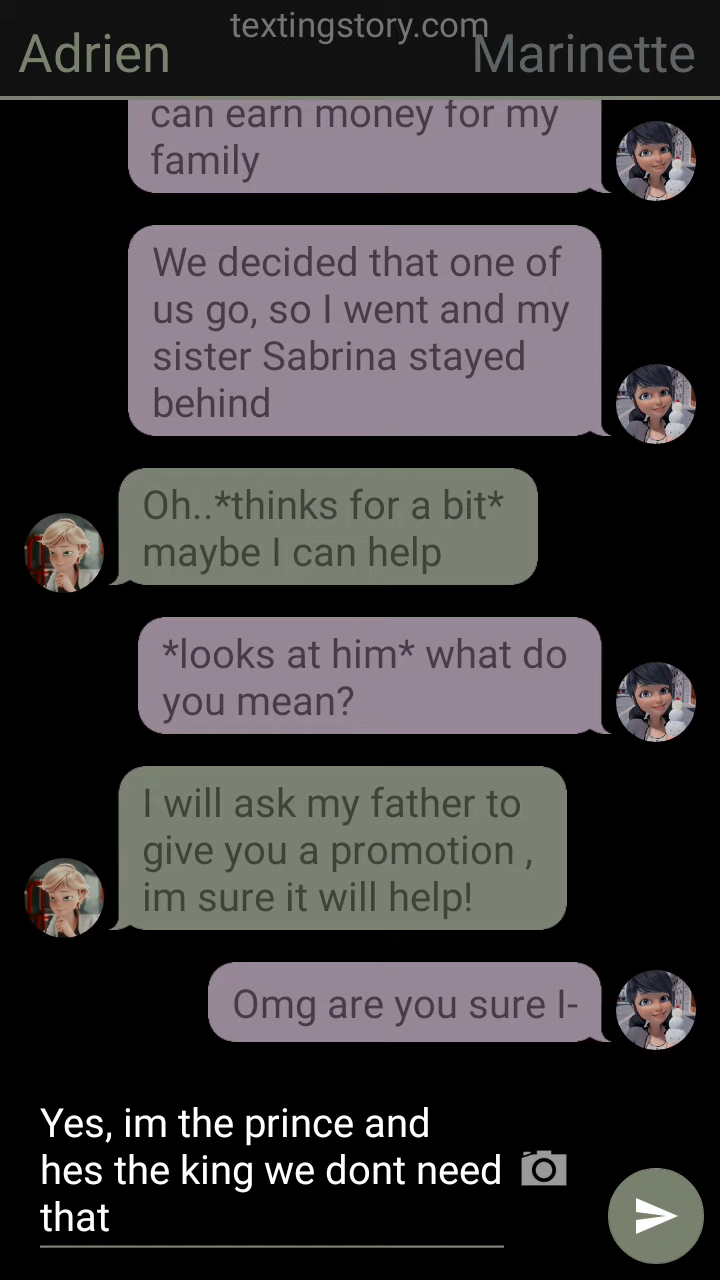 textingstory.com
Adrien
Marinette
can earn money for my
family
We decided that one of
us go, so I went and my
sister Sabrina stayed
behind
Oh..*thinks for a bit*
maybe I can help
*looks at him* what do
you mean?
I will ask my father to
give you a promotion ,
im sure it will help!
Omg are you sure I-
Yes, im the prince and
hes the king we dont need
that